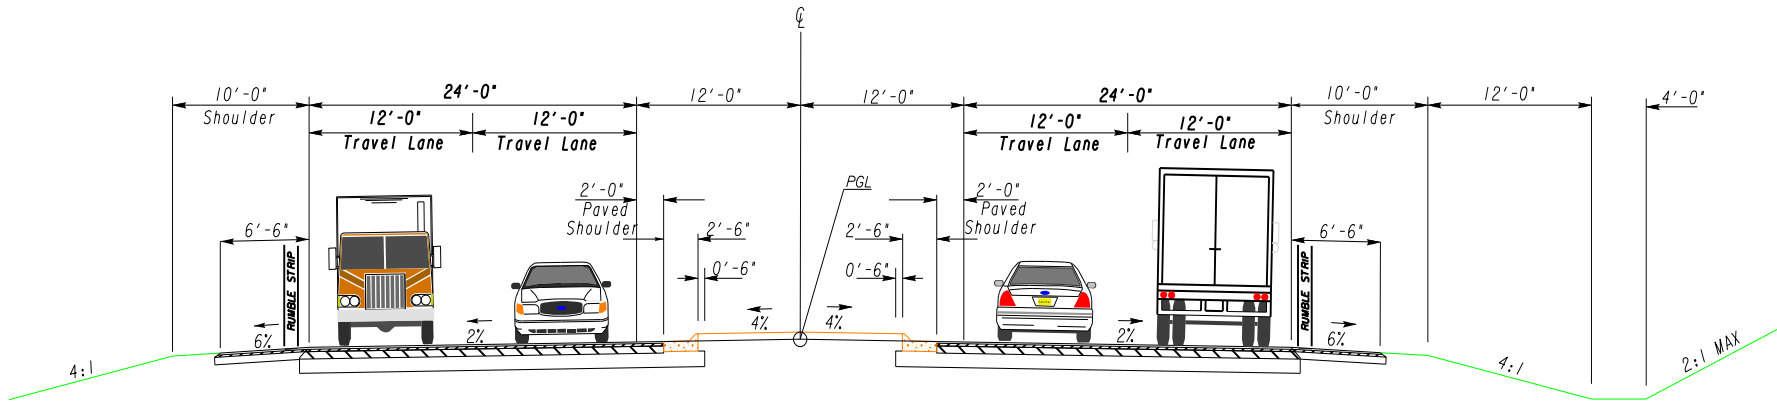 ℄
10'-0"
Shoulder
24'-0"
12'-0"
12'-0"
24'-0"
10'-0"
Shoulder
12'-0"
4'-0"
12'-0"
Travel Lane
12'-0"
Travel Lane
12'-0"
Travel Lane
12'-0"
Travel Lane
2'-0"
Paved
Shoulder
PGL
2'-0"
Paved
Shoulder
6'-6"
2'-6"
2'-6"
6'-6"
0'-6"
0'-6"
RUMBLE STRIP
RUMBLE STRIP
6%
2%
4%
4%
2%
6%
4:1
4:1
2:1 MAX